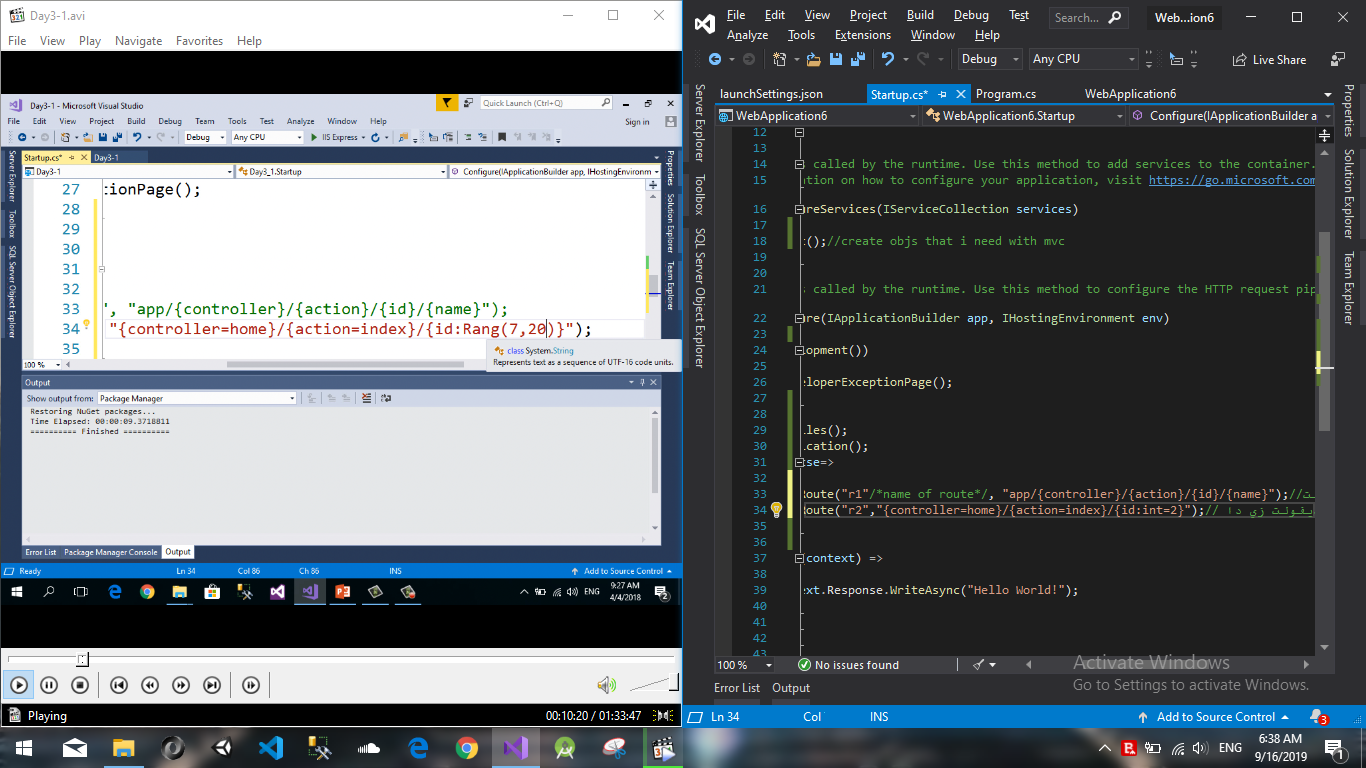 Day3-1.avi
File Edit View Play Navigate Favorites Help
Day3-1 - Microsoft Visual Studio
Quick Launch (Ctrl+Q)
File Edit View Project Build Debug Team Tools Test Analyze Window Help
Sign in
Debug Any CPU IIS Express
Server Explorer
Toolbox
SQL Server Object Explorer
Startup.cs* Day3-1
Day3-1 Day3_1.Startup Configure(IApplicationBuilder app, IHostingEnvironm
27 :ionPage();
28
29
30
31
32
33 ', "app/{controller}/{action}/{id}/{name}");
34 "{controller=home}/{action=index}/{id:Rang(7,20)}");
35
class System.String
Represents text as a sequence of UTF-16 code units.
100 %
Properties
Solution Explorer
Team Explorer
Output
Show output from: Package Manager
Restoring NuGet packages...
Time Elapsed: 00:00:09.3718811
========== Finished ==========
Error List Package Manager Console Output
Ready Ln 34 Col 86 Ch 86 INS Add to Source Control
ENG 9:27 AM
4/4/2018
2
Playing 00:10:20 / 01:33:47
File Edit View Project Build Debug Test Search... Web...ion6
Analyze Tools Extensions Window Help
Debug Any CPU Live Share
Server Explorer
Toolbox
SQL Server Object Explorer
launchSettings.json Startup.cs* Program.cs WebApplication6
WebApplication6 WebApplication6.Startup Configure(IApplicationBuilder a
12
13
14 called by the runtime. Use this method to add services to the container.
15 ition on how to configure your application, visit https://go.microsoft.com
16 reServices(IServiceCollection services)
17
18 :();//create objs that i need with mvc
19
20
21 s called by the runtime. Use this method to configure the HTTP request pip
22 ire(IApplicationBuilder app, IHostingEnvironment env)
23
24 lopment())
25
26 eloperExceptionPage();
27
28
29 les();
30 cation();
31 se=>
32
33 Route("r1"/*name of route*/, "app/{controller}/{action}/{id}/{name}");//
34 Route("r2","{controller=home}/{action=index}/{id:int=2}");// يفولت زي دا
35
36
37 (context) =>
38
39 ext.Response.WriteAsync("Hello World!");
40
41
42
43
Properties
Solution Explorer
Team Explorer
100 % No issues found
Activate Windows
Go to Settings to activate Windows.
Error List Output
Ln 34 Col INS Add to Source Control 3
ENG 6:38 AM
9/16/2019
1